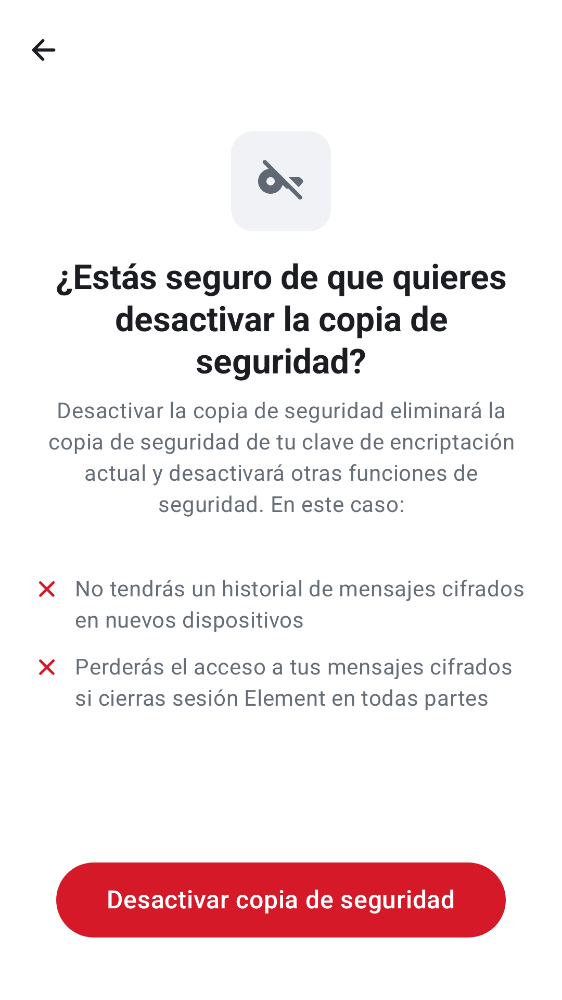 ¿Estás seguro de que quieres
desactivar la copia de
seguridad?
Desactivar la copia de seguridad eliminará la
copia de seguridad de tu clave de encriptación
actual y desactivará otras funciones de
seguridad. En este caso:
No tendrás un historial de mensajes cifrados
en nuevos dispositivos
Perderás el acceso a tus mensajes cifrados
si cierras sesión Element en todas partes
Desactivar copia de seguridad